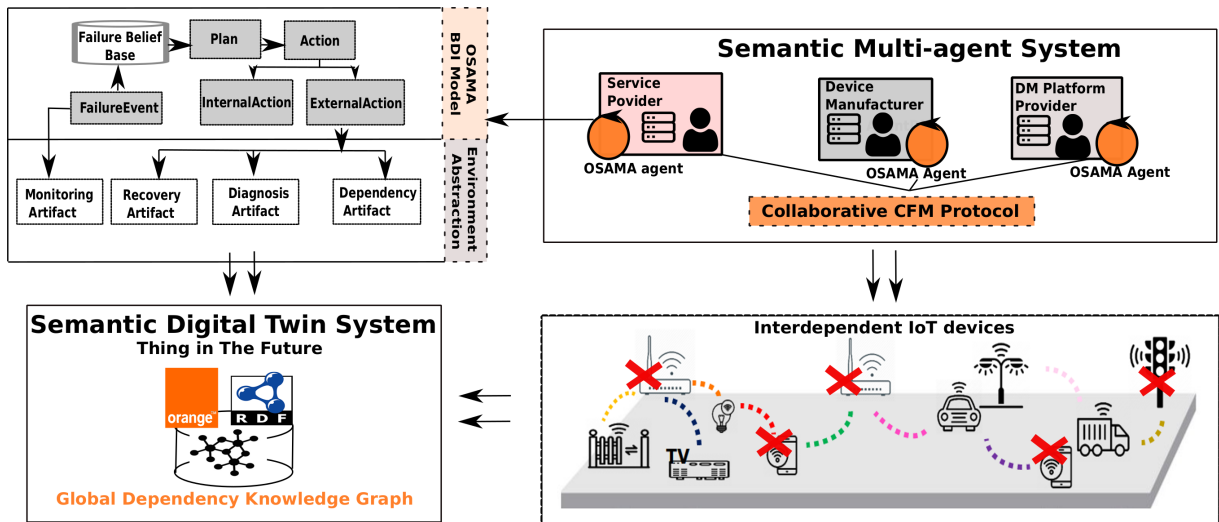 Failure Belief
Base
Plan
Action
FailureEvent
InternalAction
ExternalAction
OSAMA
BDI Model
Monitoring
Artifact
Recovery
Artifact
Diagnosis
Artifact
Dependency
Artifact
Environment
Abstraction
Semantic Multi-agent System
Service
Povider
OSAMA agent
Device
Manufacturer
OSAMA Agent
DM Platform
Provider
OSAMA Agent
Collaborative CFM Protocol
Semantic Digital Twin System
Thing in The Future
orange
RDF
Global Dependency Knowledge Graph
Interdependent IoT devices
TV